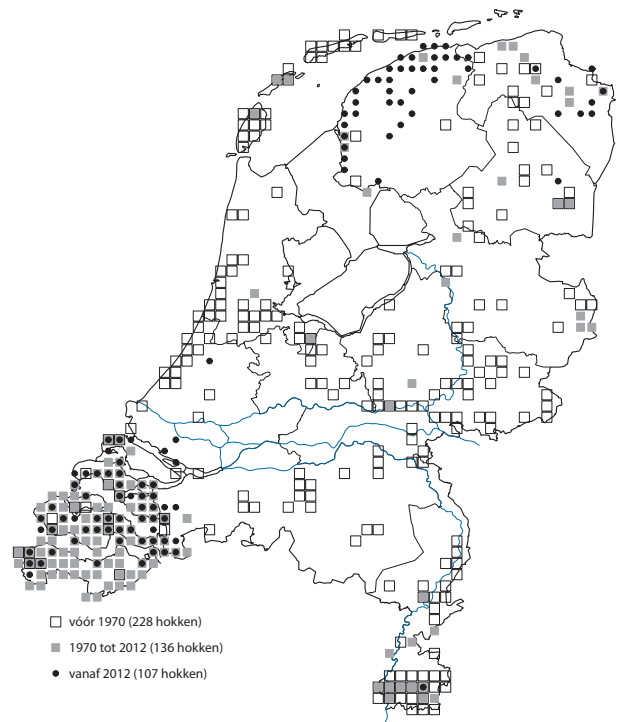 vóór 1970 (228 hokken)
1970 tot 2012 (136 hokken)
vanaf 2012 (107 hokken)